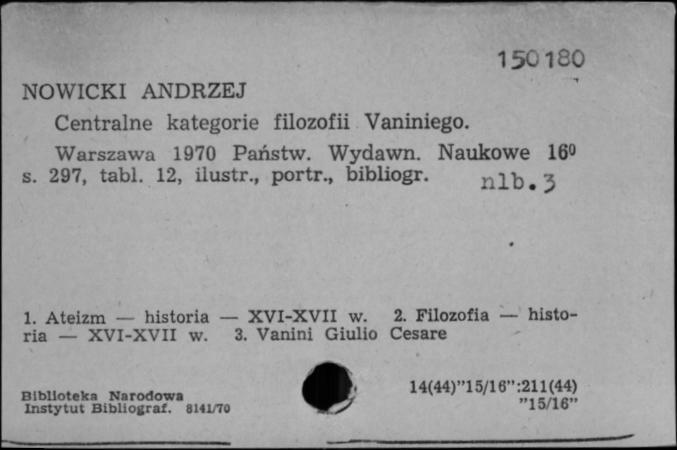 150180
NOWICKI ANDRZEJ
Centralne kategorie filozofii Vaniniego.
Warszawa 1970 Państw. Wydawn. Naukowe 16⁰
s. 297, tabl. 12, ilustr., portr., bibliogr. nlb. 3
1. Ateizm — historia — XVI-XVII w. 2. Filozofia — histo-
ria — XVI-XVII w. 3. Vanini Giulio Cesare
Biblioteka Narodowa 14(44)”15/16”:211(44)
Instytut Bibliograf. 8141/70 ”15/16”